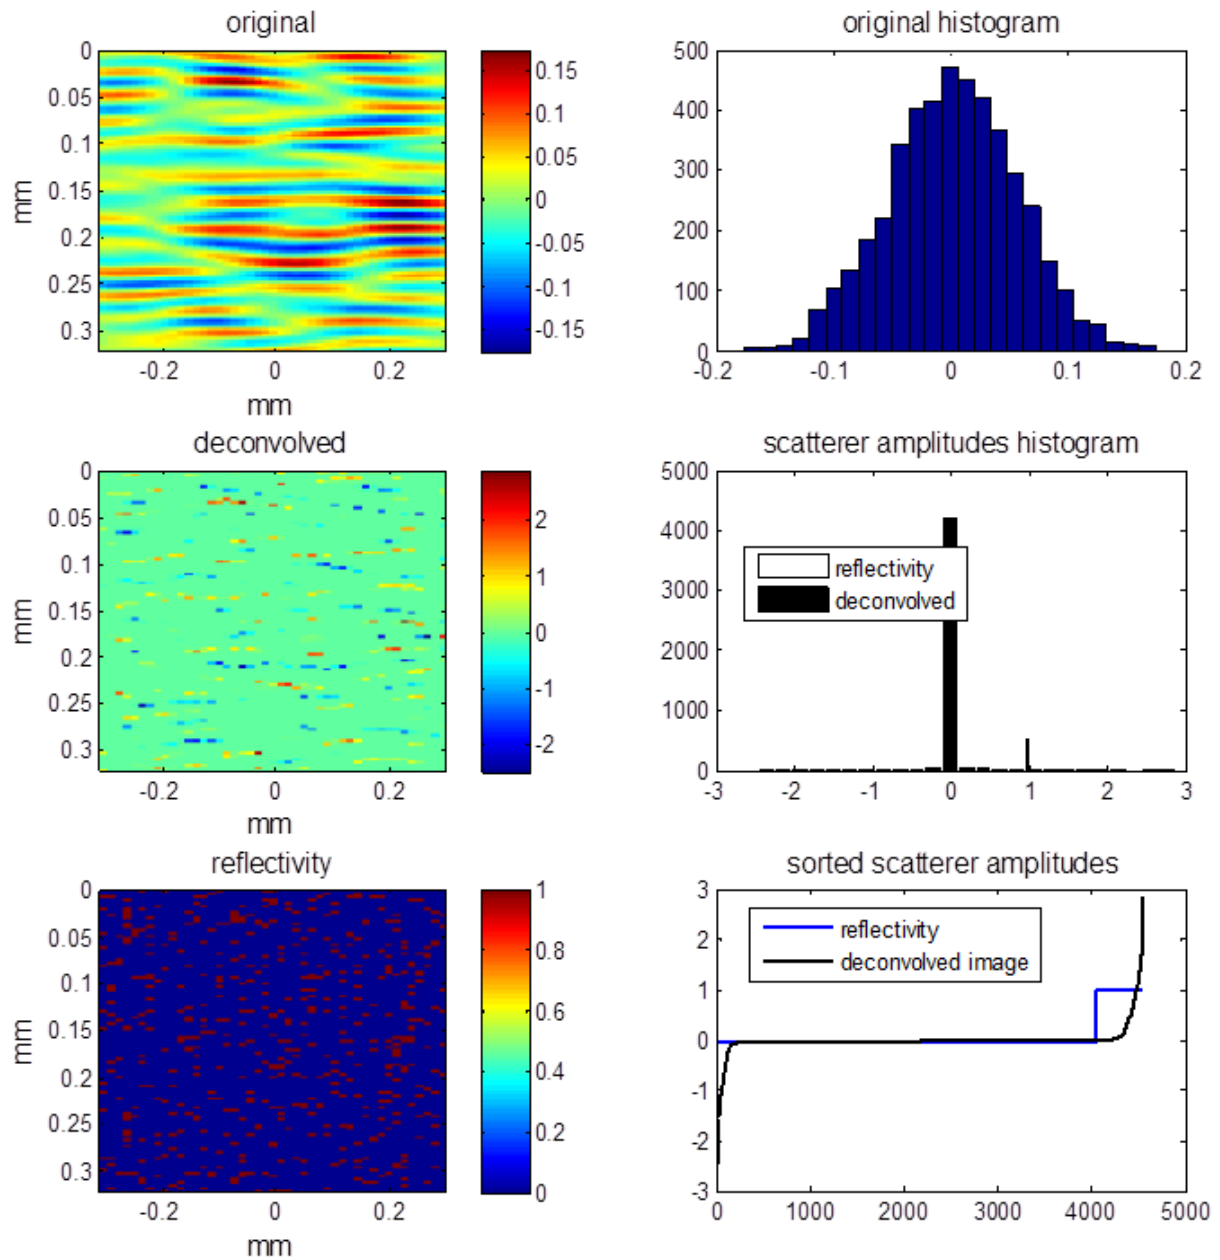 original
0
0.05
0.1
0.15
0.2
0.25
0.3
mm
-0.2 0 0.2
mm
0.15
0.1
0.05
0
-0.05
-0.1
-0.15
original histogram
500
400
300
200
100
0
-0.2 -0.1 0 0.1 0.2
deconvolved
0
0.05
0.1
0.15
0.2
0.25
0.3
mm
-0.2 0 0.2
mm
2
1
0
-1
-2
scatterer amplitudes histogram
5000
4000
3000
2000
1000
0
reflectivity
deconvolved
-3 -2 -1 0 1 2 3
reflectivity
0
0.05
0.1
0.15
0.2
0.25
0.3
mm
-0.2 0 0.2
mm
1
0.8
0.6
0.4
0.2
0
sorted scatterer amplitudes
3
2
1
0
-1
-2
-3
reflectivity
deconvolved image
0 1000 2000 3000 4000 5000